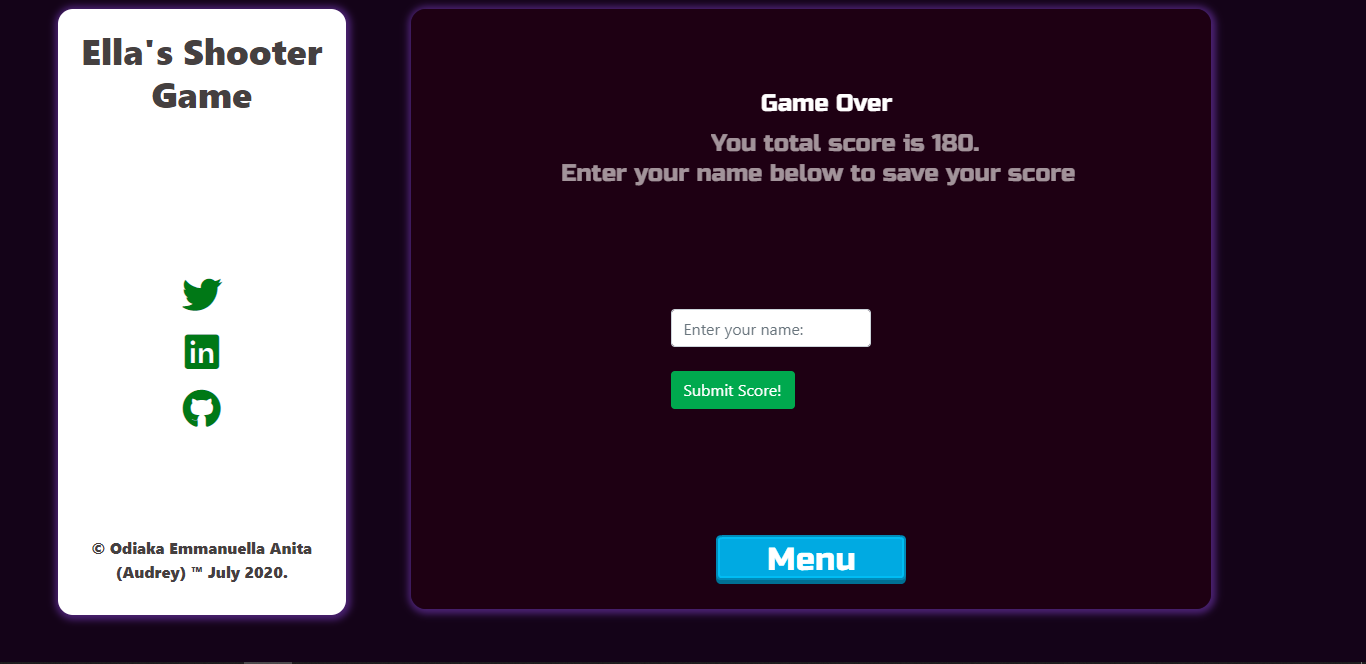 Ella's Shooter
Game
© Odiaka Emmanuella Anita
(Audrey) ™ July 2020.
Game Over
You total score is 180.
Enter your name below to save your score
Enter your name:
Submit Score!
Menu